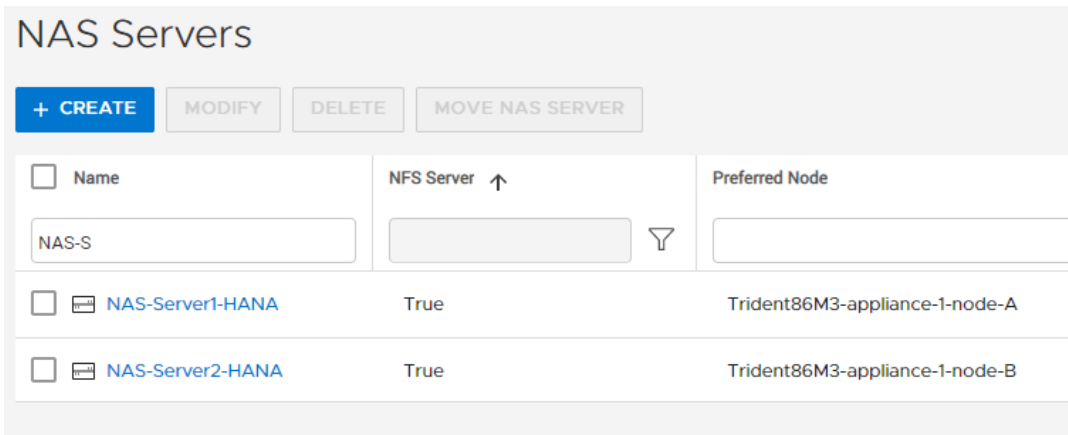 NAS Servers
+ CREATE MODIFY DELETE MOVE NAS SERVER
Name NFS Server ↑ Preferred Node
NAS-S
NAS-Server1-HANA True Trident86M3-appliance-1-node-A
NAS-Server2-HANA True Trident86M3-appliance-1-node-B